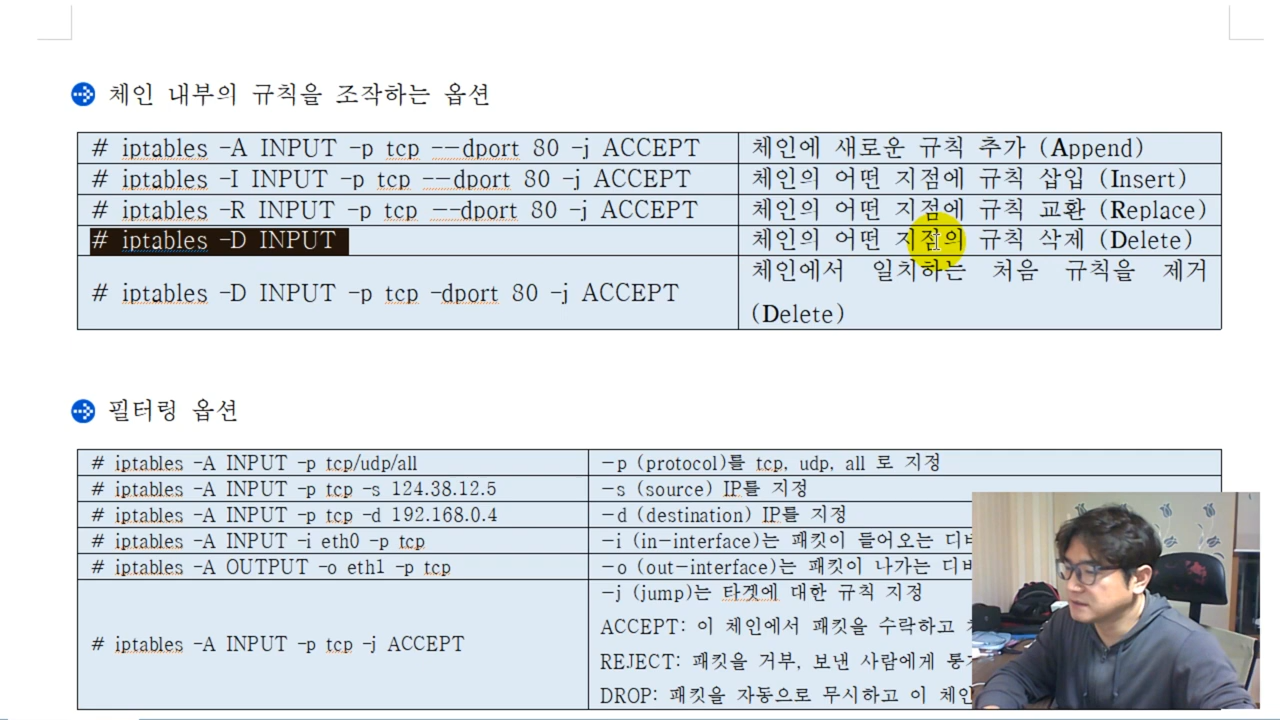 체인 내부의 규칙을 조작하는 옵션
# iptables -A INPUT -p tcp --dport 80 -j ACCEPT 체인에 새로운 규칙 추가 (Append)
# iptables -I INPUT -p tcp --dport 80 -j ACCEPT 체인의 어떤 지점에 규칙 삽입 (Insert)
# iptables -R INPUT -p tcp --dport 80 -j ACCEPT 체인의 어떤 지점에 규칙 교환 (Replace)
# iptables -D INPUT 체인의 어떤 지점의 규칙 삭제 (Delete)
# iptables -D INPUT -p tcp -dport 80 -j ACCEPT 체인에서 일치하는 처음 규칙을 제거
(Delete)
필터링 옵션
# iptables -A INPUT -p tcp/udp/all -p (protocol)를 tcp, udp, all 로 지정
# iptables -A INPUT -p tcp -s 124.38.12.5 -s (source) IP를 지정
# iptables -A INPUT -p tcp -d 192.168.0.4 -d (destination) IP를 지정
# iptables -A INPUT -i eth0 -p tcp -i (in-interface)는 패킷이 들어오는
# iptables -A OUTPUT -o eth1 -p tcp -o (out-interface)는 패킷이 나가는
# iptables -A INPUT -p tcp -j ACCEPT
-j (jump)는 타겟에 대한 규칙 지정
ACCEPT: 이 체인에서 패킷을 수락하고
REJECT: 패킷을 거부, 보낸 사람에게
DROP: 패킷을 자동으로 무시하고 이